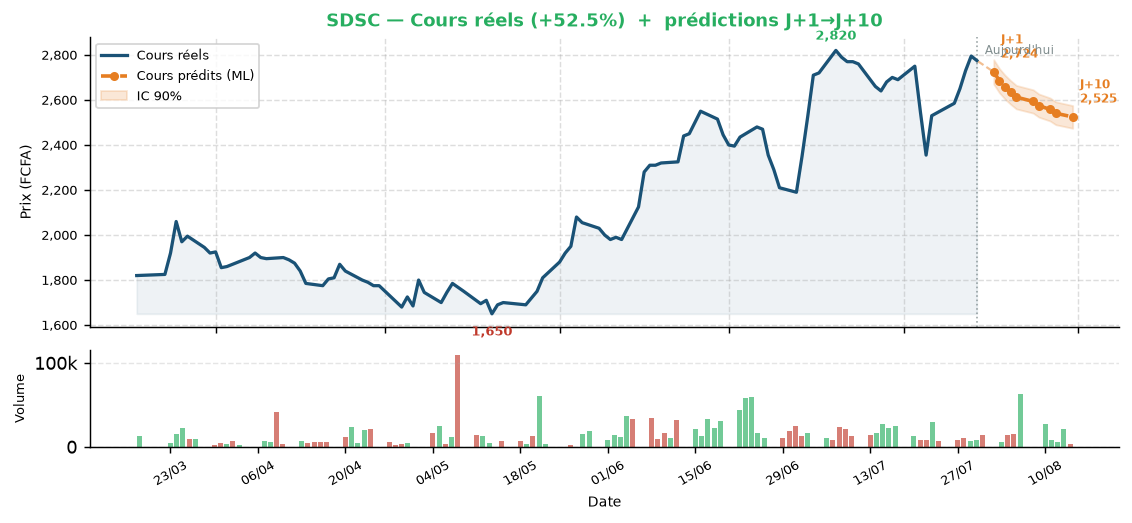 SDSC — Cours réels (+52.5%)  +  prédictions J+1→J+10
2,820
Cours réels
Cours prédits (ML)
IC 90%
Aujourd'hui
J+1
2,724
J+10
2,525
1,650
Prix (FCFA)
2,800
2,600
2,400
2,200
2,000
1,800
1,600
Volume
100k
0
23/03
06/04
20/04
04/05
18/05
01/06
15/06
29/06
13/07
27/07
10/08
Date